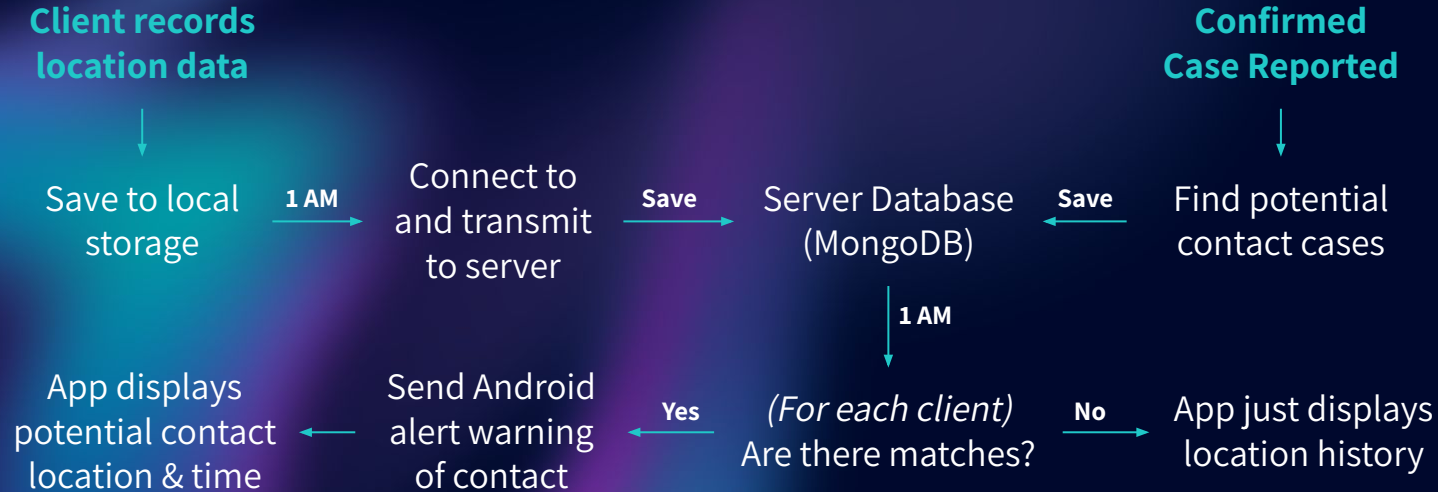 Client records
location data
Confirmed
Case Reported
Save to local
storage
1 AM
Connect to
and transmit
to server
Save
Server Database
(MongoDB)
Save
Find potential
contact cases
1 AM
App displays
potential contact
location & time
Send Android
alert warning
of contact
Yes
(For each client)
Are there matches?
No
App just displays
location history